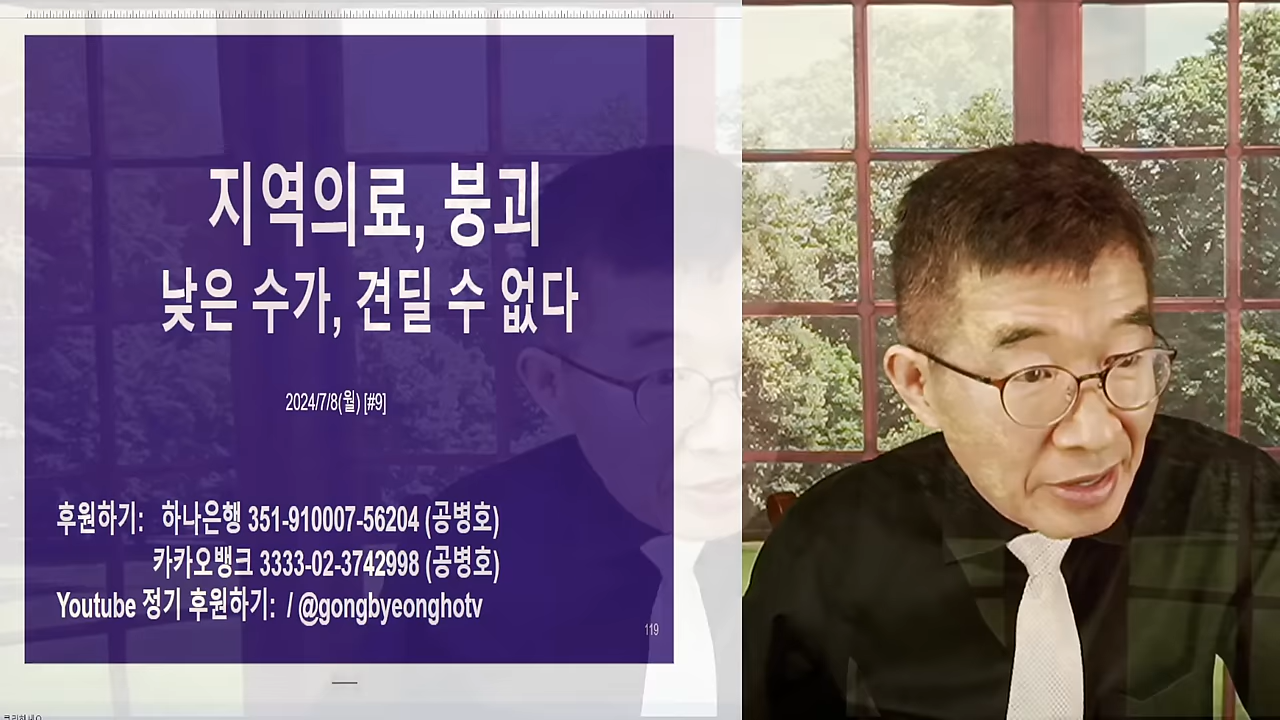 지역의료, 붕괴
낮은 수가, 견딜 수 없다
2024/7/8(월) [#9]
후원하기: 하나은행 351-910007-56204 (공병호)
카카오뱅크 3333-02-3742998 (공병호)
Youtube 정기 후원하기: / @gongbyeonghotv
119